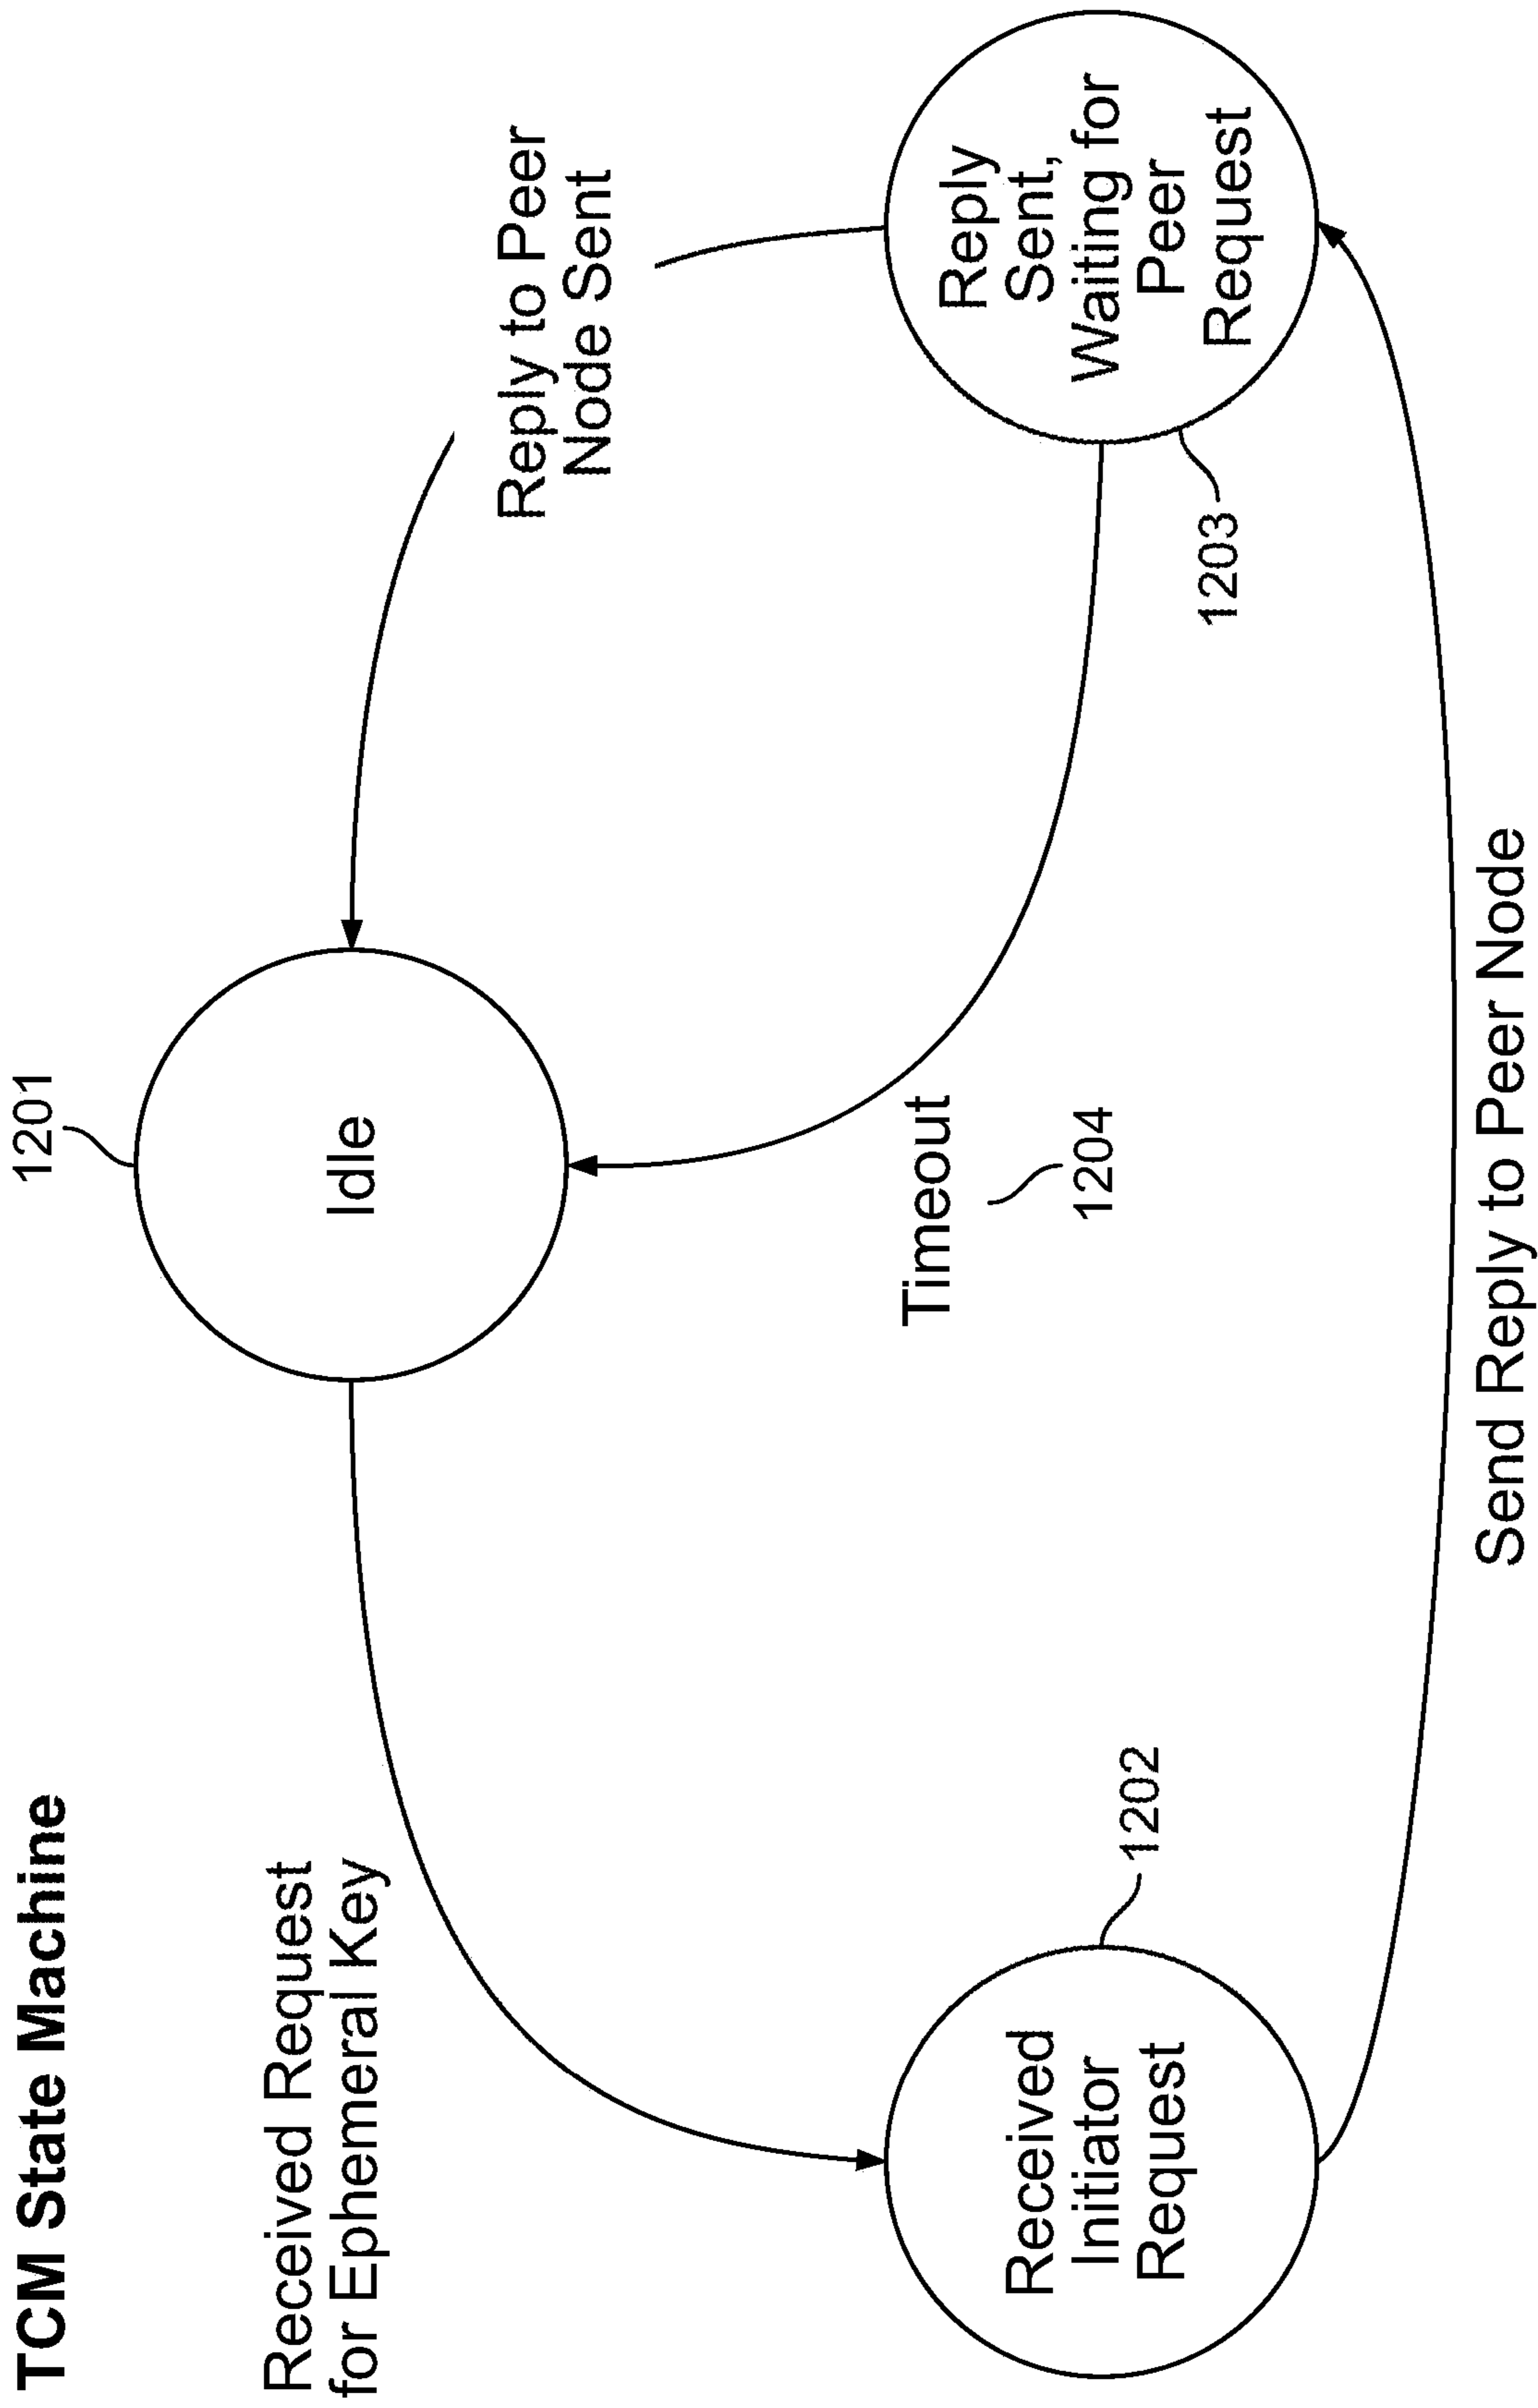 TCM State Machine
1201
Received Request
for Ephemeral Key
Idle
Reply to Peer
Node Sent
Timeout
1204
Received
Initiator
Request
1202
Reply
Sent,
Waiting for
Peer
Request
1203
Send Reply to Peer Node